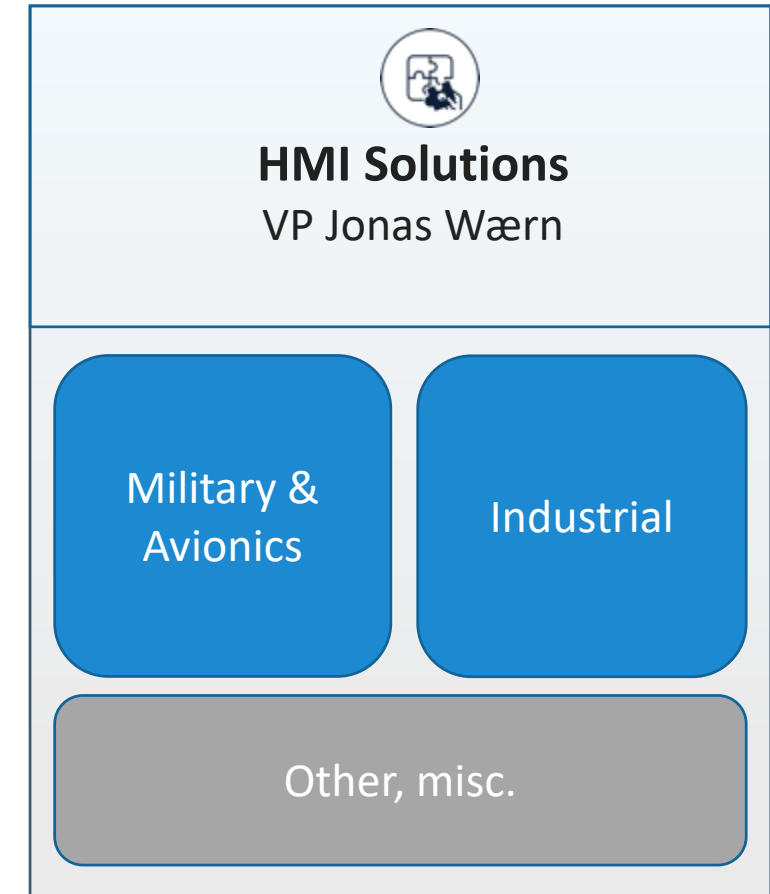 HMI Solutions
VP Jonas Wærn
Military &
Avionics
Industrial
Other, misc.